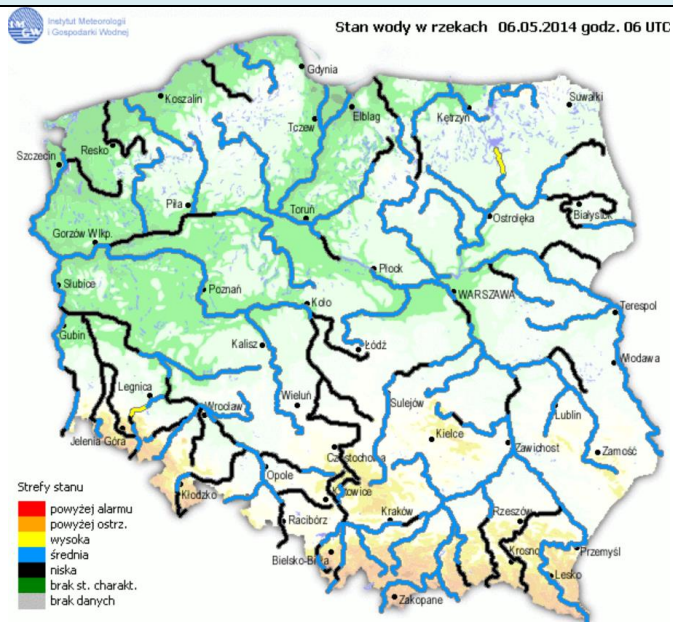 Instytut Meteorologii
i Gospodarki Wodnej
Stan wody w rzekach 06.05.2014 godz. 06 UTC
Gdynia
Koszalin
Suwałki
Elbląg
Kętrzyn
Tczew
Resko
Szczecin
Piła
Toruń
Ostrołęka
Białystok
Gorzów Wlkp.
Płock
Słubice
Poznań
WARSZAWA
Koło
Terespol
Gubin
Kalisz
Łódź
Włodawa
Legnica
Wieluń
Sulejów
Wrocław
Lublin
Jelenia Góra
Kielce
Częstochowa
Zawichost
Zamość
Opole
Kłodzko
Katowice
Racibórz
Kraków
Rzeszów
Bielsko-Biała
Krosno
Przemyśl
Lesko
Zakopane
Strefy stanu
powyżej alarmu
powyżej ostrz.
wysoka
średnia
niska
brak st. charakt.
brak danych